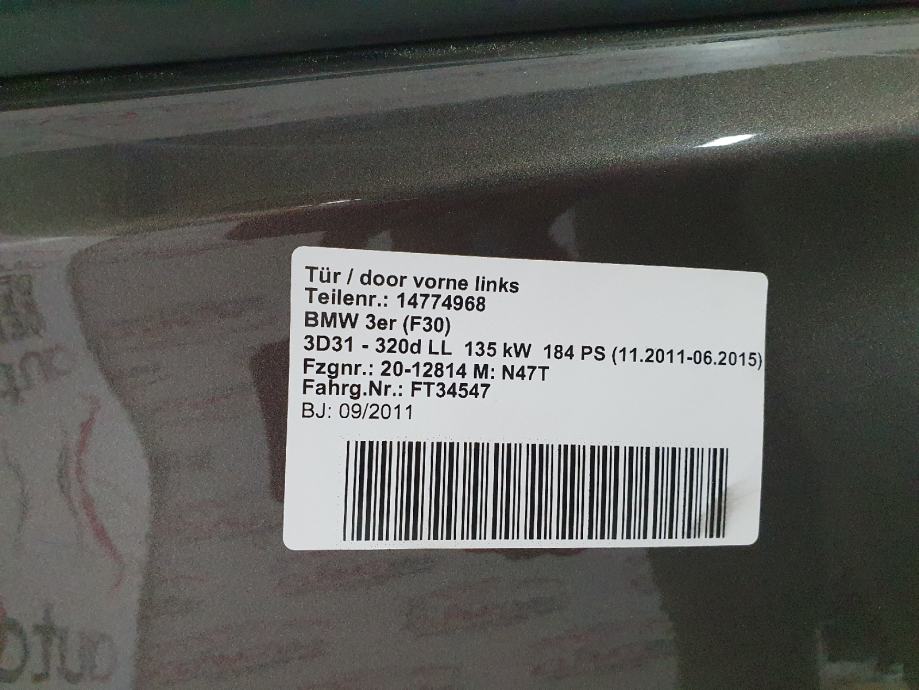 Tür / door vorne links
Teilenr.: 14774968
BMW 3er (F30)
3D31 - 320d LL  135 kW  184 PS (11.2011-06.2015)
Fzgnr.: 20-12814 M: N47T
Fahrg.Nr.: FT34547
BJ: 09/2011
auto